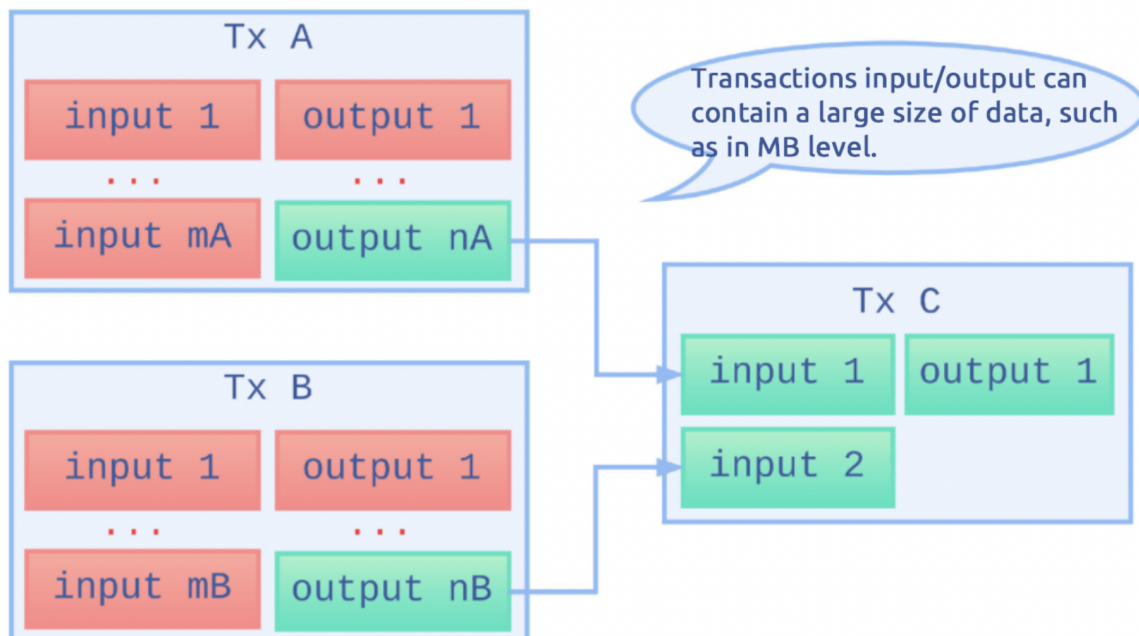 Tx A
input 1
output 1
...
...
input mA
output nA
Transactions input/output can
contain a large size of data, such
as in MB level.
Tx C
input 1
output 1
input 2
Tx B
input 1
output 1
...
...
input mB
output nB